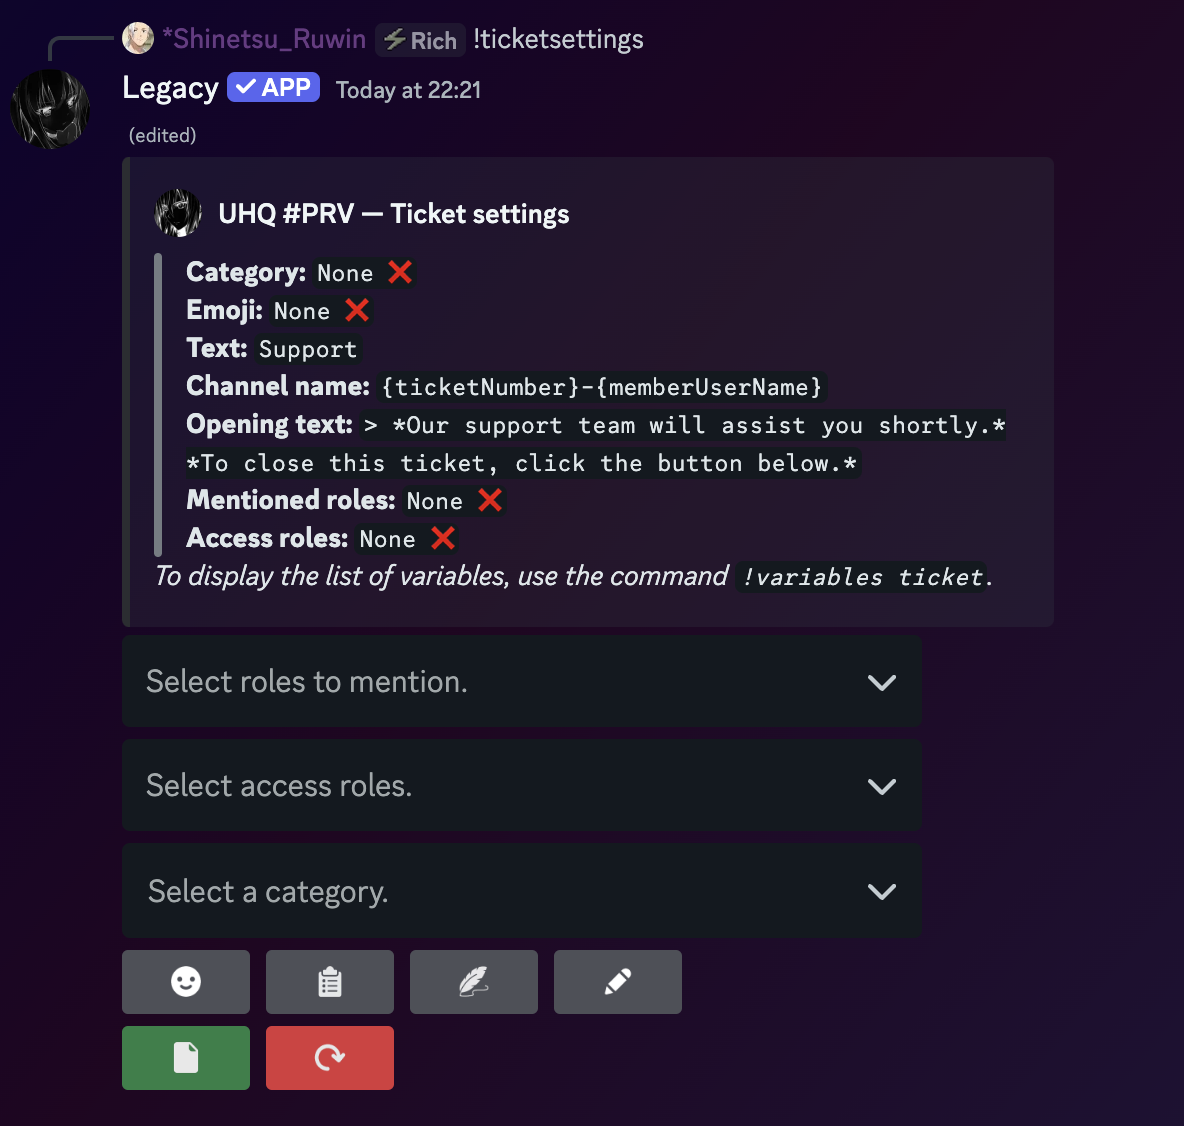 *Shinetsu_Ruwin ⚡Rich !ticketsettings
Legacy ✓ APP Today at 22:21
(edited)
UHQ #PRV — Ticket settings
Category: None ❌
Emoji: None ❌
Text: Support
Channel name: {ticketNumber}-{memberUserName}
Opening text: > *Our support team will assist you shortly.*
*To close this ticket, click the button below.*
Mentioned roles: None ❌
Access roles: None ❌
To display the list of variables, use the command !variables ticket.
Select roles to mention.
Select access roles.
Select a category.